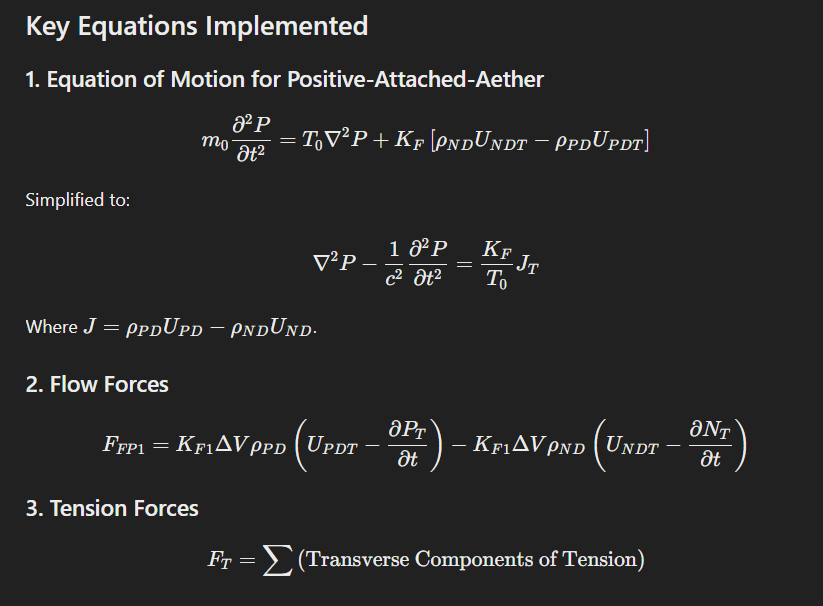 Key Equations Implemented
1. Equation of Motion for Positive-Attached-Aether
$$m_0 \frac{\partial^2 P}{\partial t^2} = T_0 \nabla^2 P + K_F \left[ \rho_{ND} U_{NDT} - \rho_{PD} U_{PDT} \right]$$
Simplified to:
$$\nabla^2 P - \frac{1}{c^2} \frac{\partial^2 P}{\partial t^2} = \frac{K_F}{T_0} J_T$$
Where $J = \rho_{PD} U_{PD} - \rho_{ND} U_{ND}$.
2. Flow Forces
$$F_{FP1} = K_{F1} \Delta V \rho_{PD} \left( U_{PDT} - \frac{\partial P_T}{\partial t} \right) - K_{F1} \Delta V \rho_{ND} \left( U_{NDT} - \frac{\partial N_T}{\partial t} \right)$$
3. Tension Forces
$$F_T = \sum (\text{Transverse Components of Tension})$$